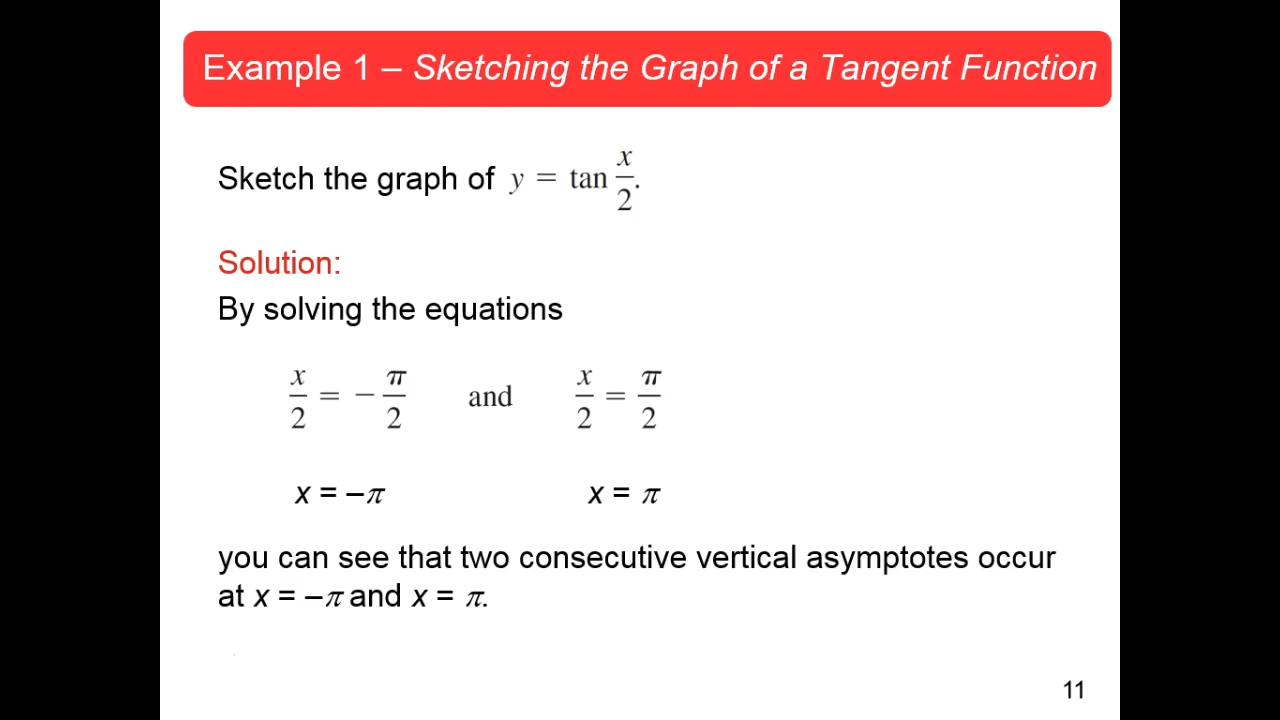 Example 1 – Sketching the Graph of a Tangent Function
Sketch the graph of y = tan x/2.
Solution:
By solving the equations
x/2 = –π/2 and x/2 = π/2
x = –π x = π
you can see that two consecutive vertical asymptotes occur
at x = –π and x = π.
11